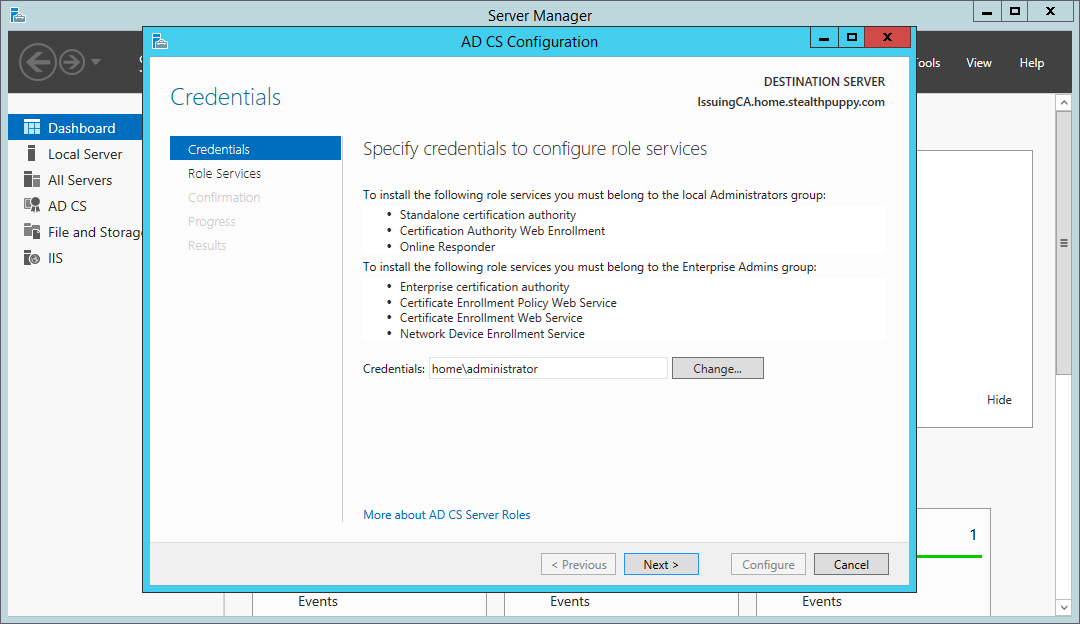 Server Manager
AD CS Configuration
View
Help
Credentials
DESTINATION SERVER
IssuingCA.home.stealthpuppy.com
Dashboard
Local Server
All Servers
AD CS
File and Storag
IIS
Credentials
Role Services
Confirmation
Progress
Results
Specify credentials to configure role services
To install the following role services you must belong to the local Administrators group:
• Standalone certification authority
• Certification Authority Web Enrollment
• Online Responder
To install the following role services you must belong to the Enterprise Admins group:
• Enterprise certification authority
• Certificate Enrollment Policy Web Service
• Certificate Enrollment Web Service
• Network Device Enrollment Service
Credentials: home\administrator Change...
Hide
More about AD CS Server Roles
1
< Previous Next > Configure Cancel
Events Events Events